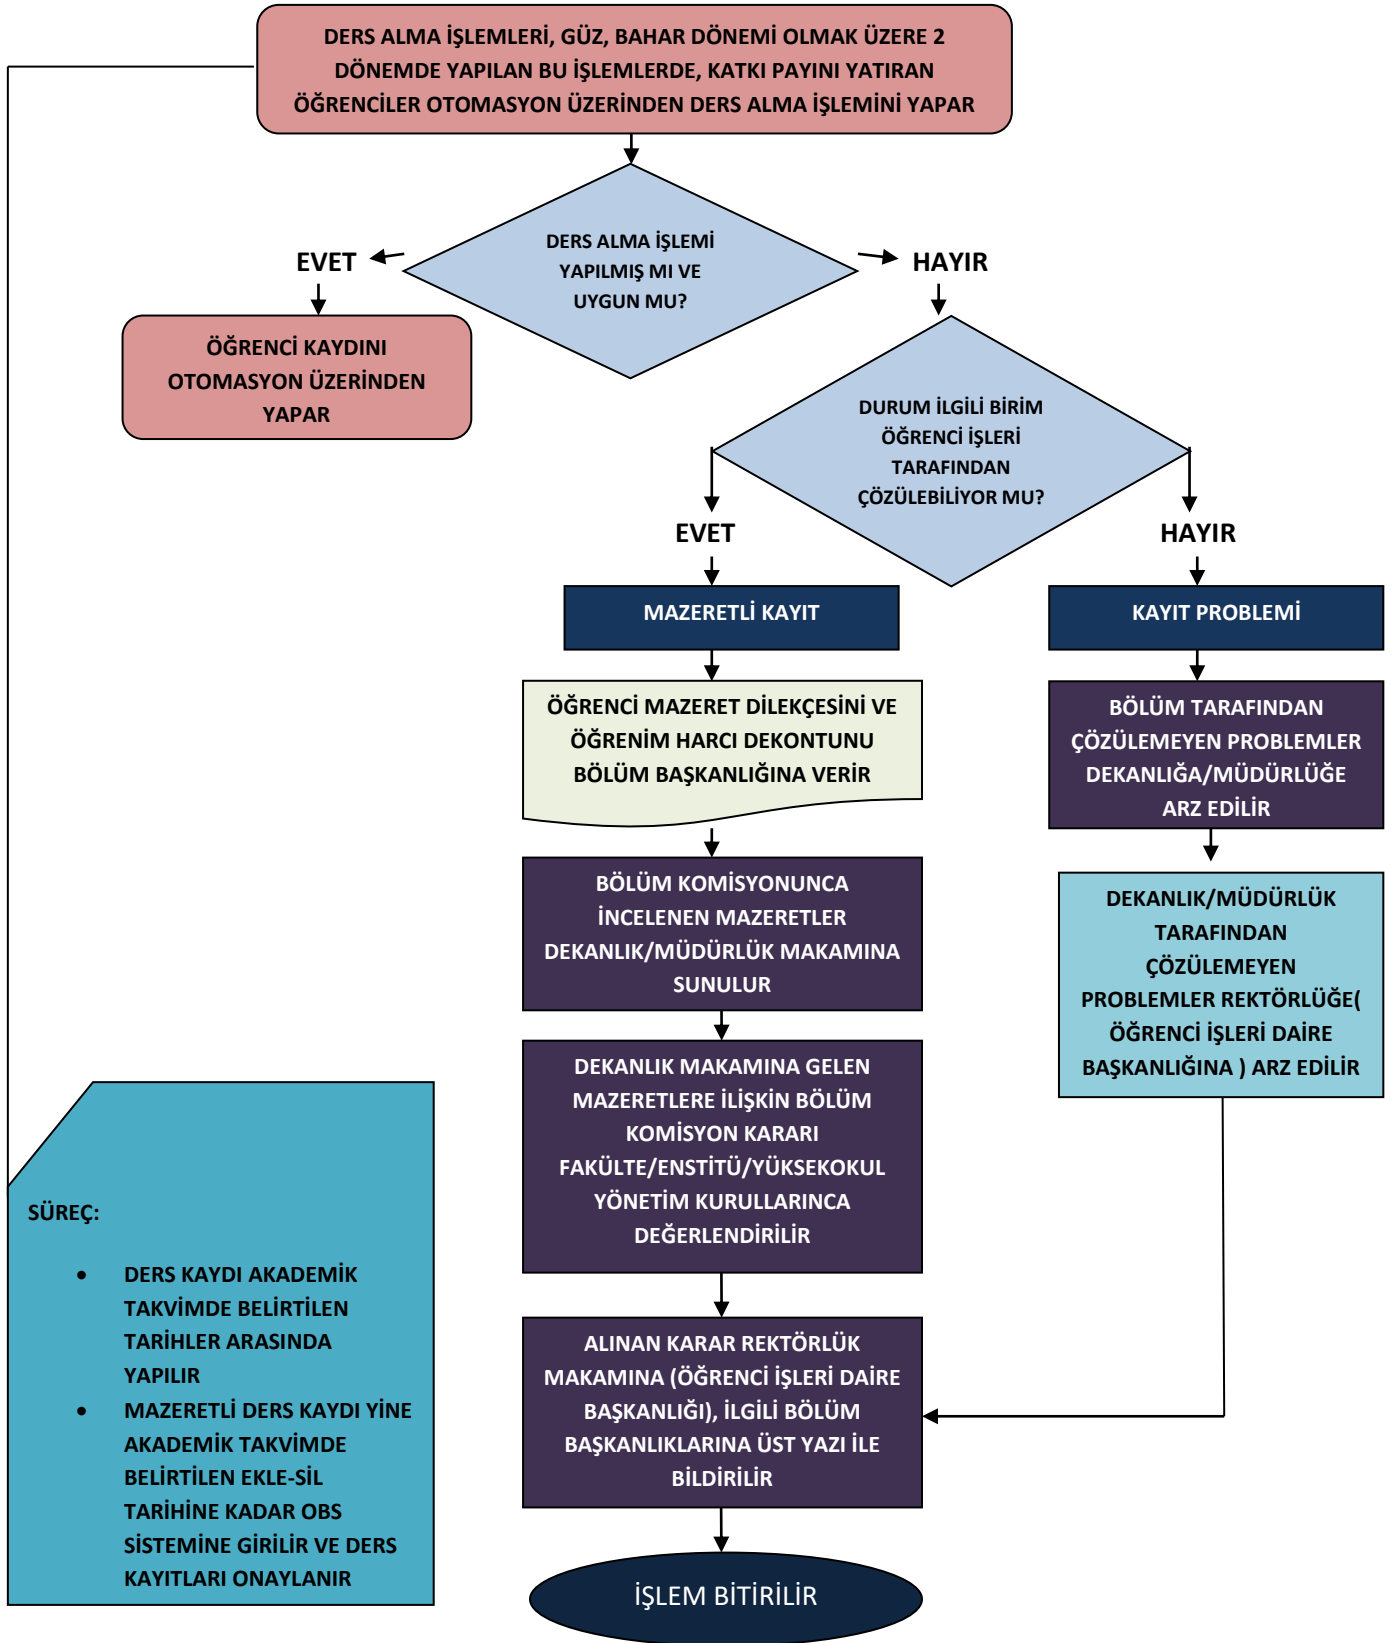 DERS ALMA İŞLEMLERİ, GÜZ, BAHAR DÖNEMİ OLMAK ÜZERE 2
DÖNEMDE YAPILAN BU İŞLEMLERDE, KATKI PAYINI YATIRAN
ÖĞRENCİLER OTOMASYON ÜZERİNDEN DERS ALMA İŞLEMİNİ YAPAR
DERS ALMA İŞLEMİ
YAPILMIŞ MI VE
UYGUN MU?
EVET
HAYIR
ÖĞRENCİ KAYDINI
OTOMASYON ÜZERİNDEN
YAPAR
DURUM İLGİLİ BİRİM
ÖĞRENCİ İŞLERİ
TARAFINDAN
ÇÖZÜLEBİLİYOR MU?
EVET
HAYIR
MAZERETLİ KAYIT
KAYIT PROBLEMİ
ÖĞRENCİ MAZERET DİLEKÇESİNİ VE
ÖĞRENİM HARCI DEKONTUNU
BÖLÜM BAŞKANLIĞINA VERİR
BÖLÜM TARAFINDAN
ÇÖZÜLEMEYEN PROBLEMLER
DEKANLIĞA/MÜDÜRLÜĞE
ARZ EDİLİR
BÖLÜM KOMİSYONUNCA
İNCELENEN MAZERETLER
DEKANLIK/MÜDÜRLÜK MAKAMINA
SUNULUR
DEKANLIK/MÜDÜRLÜK
TARAFINDAN
ÇÖZÜLEMEYEN
PROBLEMLER REKTÖRLÜĞE(
ÖĞRENCİ İŞLERİ DAİRE
BAŞKANLIĞINA ) ARZ EDİLİR
DEKANLIK MAKAMINA GELEN
MAZERETLERE İLİŞKİN BÖLÜM
KOMİSYON KARARI
FAKÜLTE/ENSTİTÜ/YÜKSEKOKUL
YÖNETİM KURULLARINCA
DEĞERLENDİRİLİR
SÜREÇ:
• DERS KAYDI AKADEMİK
TAKVİMDE BELİRTİLEN
TARİHLER ARASINDA
YAPILIR
• MAZERETLİ DERS KAYDI YİNE
AKADEMİK TAKVİMDE
BELİRTİLEN EKLE-SİL
TARİHİNE KADAR OBS
SİSTEMİNE GİRİLİR VE DERS
KAYITLARI ONAYLANIR
ALINAN KARAR REKTÖRLÜK
MAKAMINA (ÖĞRENCİ İŞLERİ DAİRE
BAŞKANLIĞI), İLGİLİ BÖLÜM
BAŞKANLIKLARINA ÜST YAZI İLE
BİLDİRİLİR
İŞLEM BİTİRİLİR